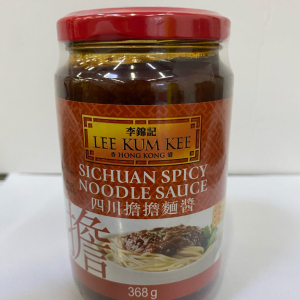 李錦記
LEE KUM KEE
香 HONG KONG 港
SICHUAN SPICY
NOODLE SAUCE
四川擔擔麵醬
擔
368 g